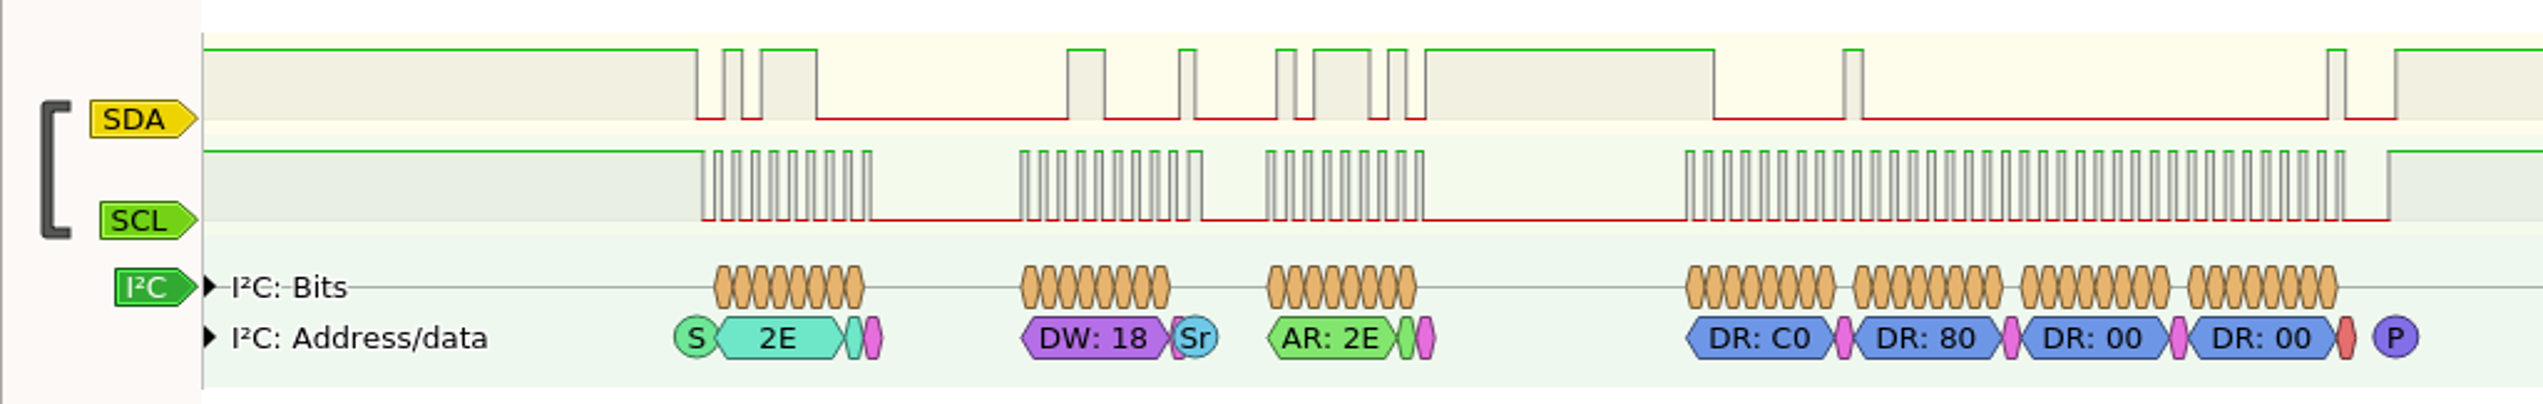 SDA
SCL
I²C I²C: Bits
I²C: Address/data S 2E DW: 18 Sr AR: 2E DR: C0 DR: 80 DR: 00 DR: 00 P